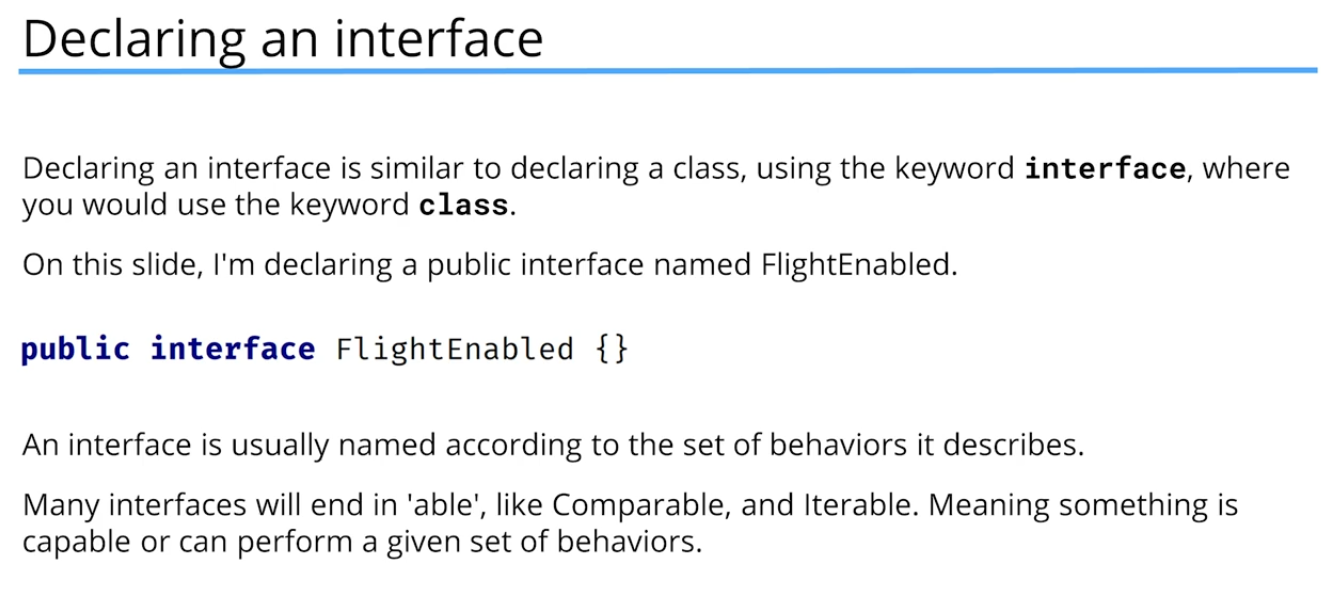 Declaring an interface
Declaring an interface is similar to declaring a class, using the keyword interface, where
you would use the keyword class.
On this slide, I'm declaring a public interface named FlightEnabled.
public interface FlightEnabled {}
An interface is usually named according to the set of behaviors it describes.
Many interfaces will end in 'able', like Comparable, and Iterable. Meaning something is
capable or can perform a given set of behaviors.